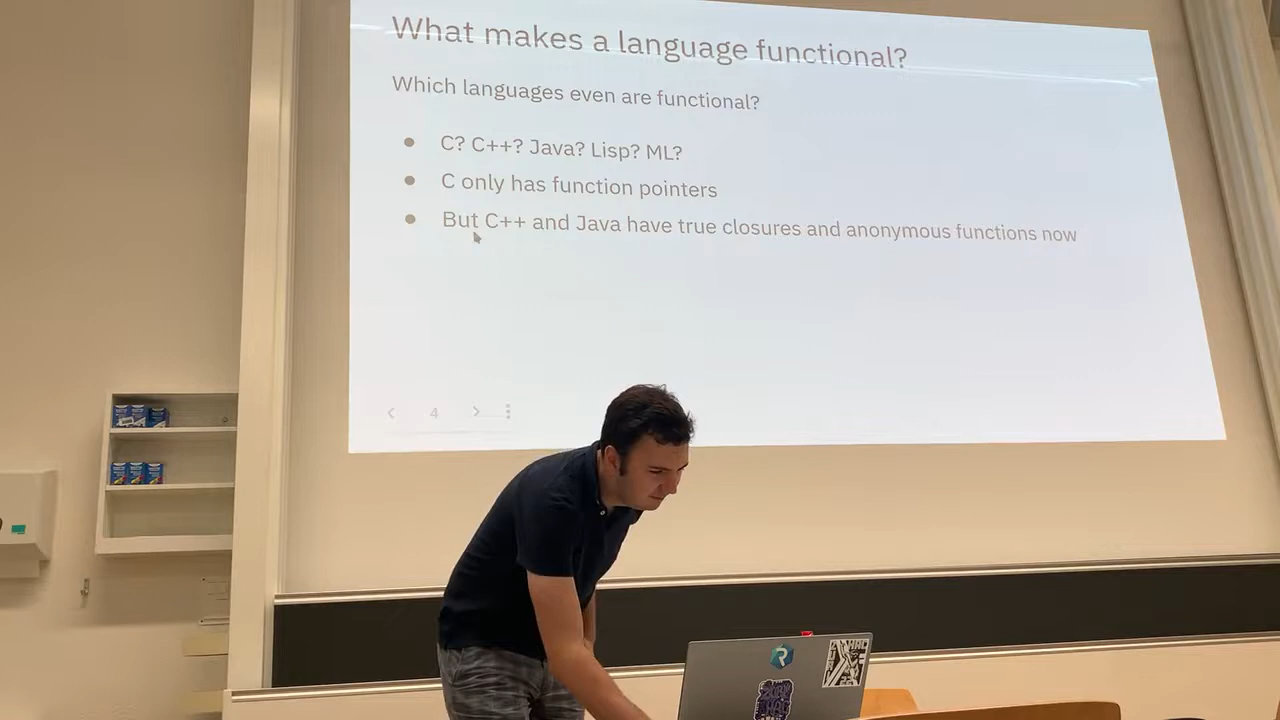 What makes a language functional?
Which languages even are functional?
C? C++? Java? Lisp? ML?
C only has function pointers
But C++ and Java have true closures and anonymous functions now
4
R